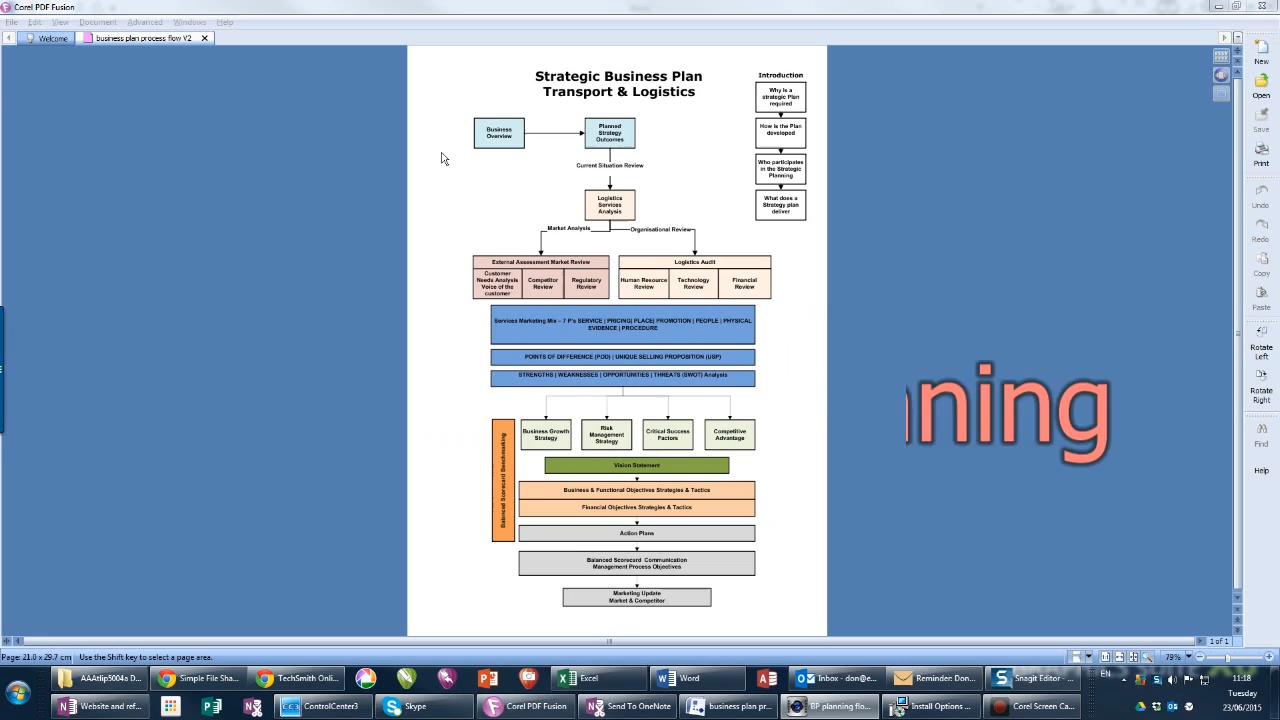 Corel PDF Fusion
File Edit View Document Advanced Windows Help
Welcome
business plan process flow V2
Strategic Business Plan
Transport & Logistics
Introduction
Why is a
strategic Plan
required
How is the Plan
developed
Who participates
in the Strategic
Planning
What does a
Strategy plan
deliver
Business
Overview
Planned
Strategy
Outcomes
Current Situation Review
Logistics
Services
Analysis
Market Analysis
Organisational Review
External Assessment Market Review
Customer
Needs Analysis
Voice of the
customer
Competitor
Review
Regulatory
Review
Logistics Audit
Human Resource
Review
Technology
Review
Financial
Review
Services Marketing Mix – 7 P's SERVICE | PRICING| PLACE| PROMOTION | PEOPLE | PHYSICAL
EVIDENCE | PROCEDURE
POINTS OF DIFFERENCE (POD) | UNIQUE SELLING PROPOSITION (USP)
STRENGTHS | WEAKNESSES | OPPORTUNITIES | THREATS (SWOT) Analysis
Balanced Scorecard Benchmarking
Business Growth
Strategy
Risk
Management
Strategy
Critical Success
Factors
Competitive
Advantage
Vision Statement
Business & Functional Objectives Strategies & Tactics
Financial Objectives Strategies & Tactics
Action Plans
Balanced Scorecard Communication
Management Process Objectives
Marketing Update
Market & Competitor
ning
New
Open
Save
Print
Undo
Redo
Copy
Paste
Rotate
Left
Rotate
Right
Find
Help
1 of 1
Page: 21.0 x 29.7 cm Use the Shift key to select a page area.
79%
AAAtlip5004a D...
Simple File Sha...
TechSmith Onli...
Excel
Word
Inbox - don@e...
Reminder: Don...
Snagit Editor - ...
EN
11:18
Tuesday
23/06/2015
Website and ref...
ControlCenter3
Skype
Corel PDF Fusion
Send To OneNote
business plan pr...
BP planning flo...
Install Options ...
Corel Screen Ca...